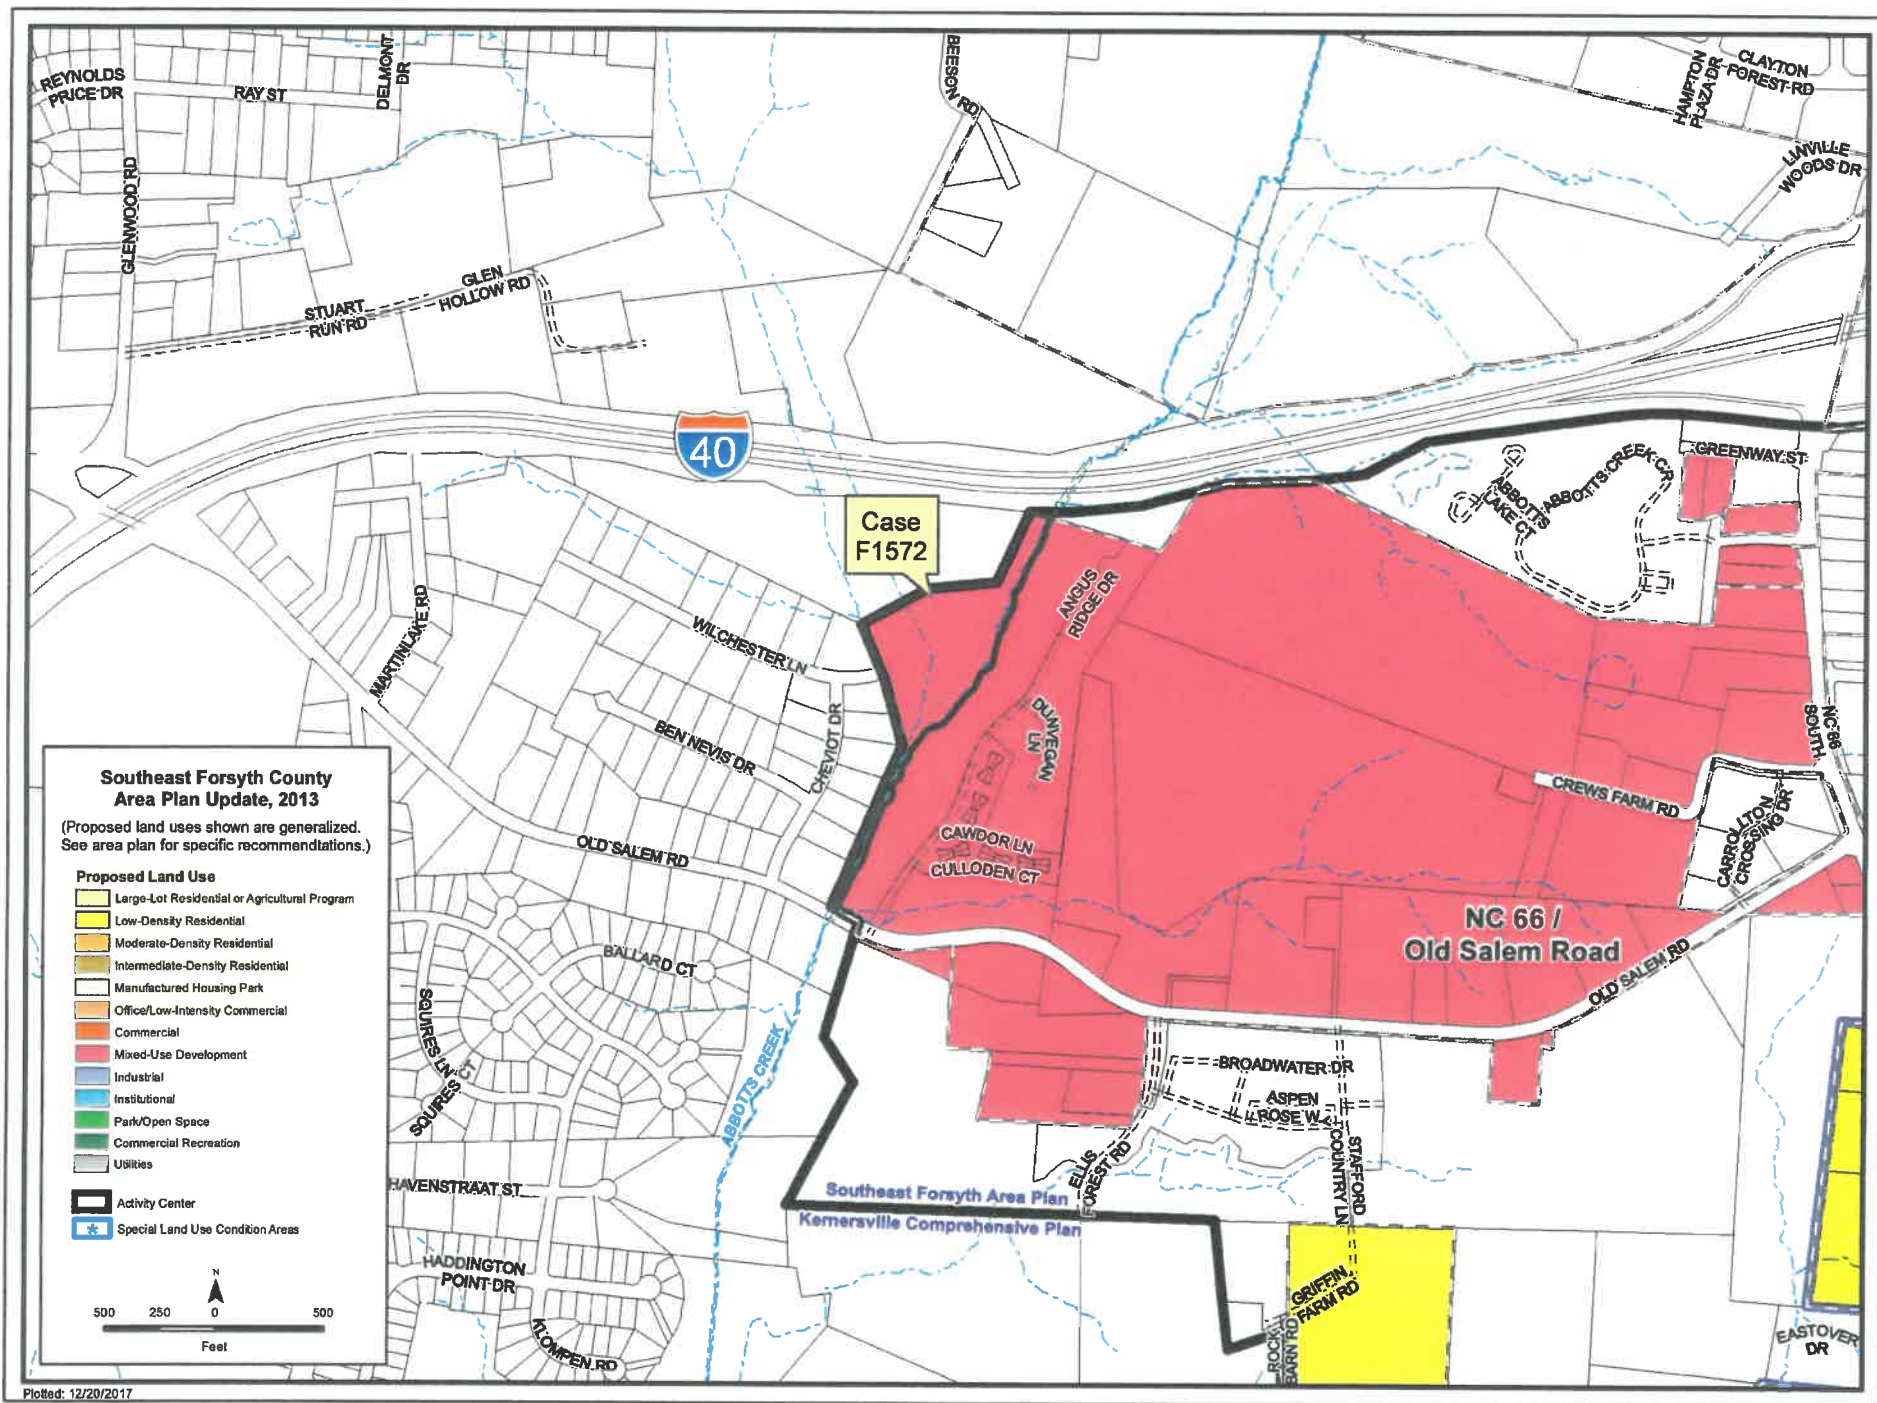 REYNOLDS
PRICE DR
RAY ST
DELMONT
DR
BEESON RD
HAMPTON
PLAZA DR
CLAYTON
FOREST RD
LINVILLE
WOODS DR
GLENWOOD RD
STUART
RUN RD
GLEN
HOLLOW RD
40
Case
F1572
GREENWAY ST
ABBOTTS CREEK CR
ABBOTTS
LAKE CT
ANGUS
RIDGE DR
MARTINLAKE RD
WILCHESTER LN
BEN NEVIS DR
CHEVIOT DR
DUNVEGAN
LN
NC 66
SOUTH
CREWS FARM RD
CARROLLTON
CROSSING DR
CAWDOR LN
CULLODEN CT
OLD SALEM RD
NC 66 /
Old Salem Road
OLD SALEM RD
BALLARD CT
SQUIRES LN
SQUIRES CT
ABBOTTS CREEK
BROADWATER DR
ASPEN
ROSE W
ELLIS
FOREST RD
STAFFORD
COUNTRY LN
HAVENSTRAAT ST
Southeast Forsyth Area Plan
Kernersville Comprehensive Plan
HADDINGTON
POINT DR
KLOMPEN RD
GRIFFIN
FARM RD
ROCK
BARN RD
EASTOVER
DR
Southeast Forsyth County
Area Plan Update, 2013
(Proposed land uses shown are generalized.
See area plan for specific recommendtations.)
Proposed Land Use
Large-Lot Residential or Agricultural Program
Low-Density Residential
Moderate-Density Residential
Intermediate-Density Residential
Manufactured Housing Park
Office/Low-Intensity Commercial
Commercial
Mixed-Use Development
Industrial
Institutional
Park/Open Space
Commercial Recreation
Utilities
Activity Center
* Special Land Use Condition Areas
N
500 250 0 500
Feet
Plotted: 12/20/2017